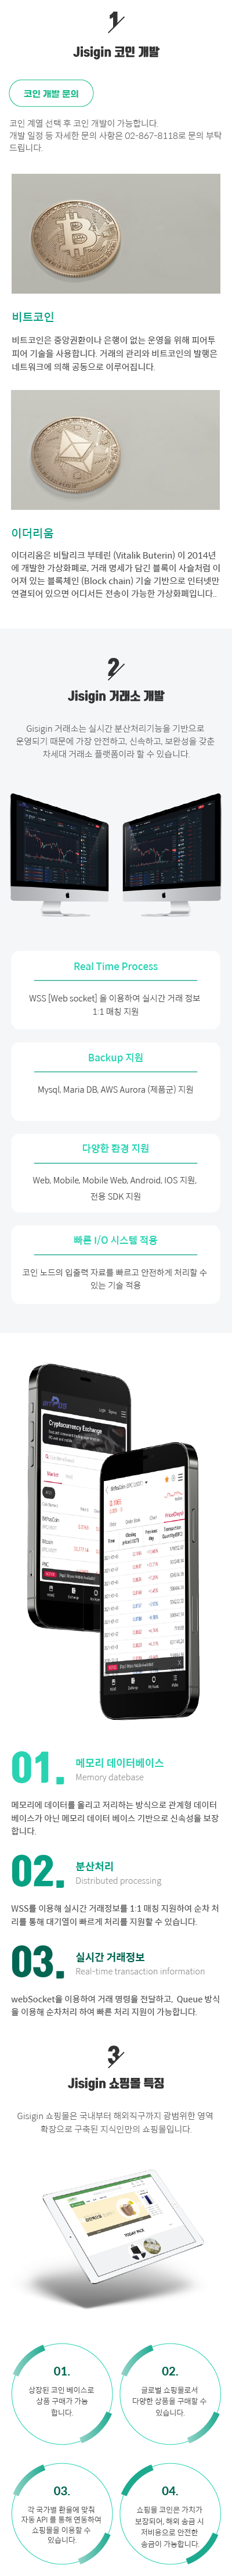 1
Jisigin 코인 개발
코인 개발 문의
코인 계열 선택 후 코인 개발이 가능합니다.
개발 일정 등 자세한 문의 사항은 02-867-8118로 문의 부탁
드립니다.
비트코인
비트코인은 중앙권환이나 은행이 없는 운영을 위해 피어투
피어 기술을 사용합니다. 거래의 관리와 비트코인의 발행은
네트워크에 의해 공동으로 이루어집니다.
이더리움
이더리움은 비탈리크 부테린 (Vitalik Buterin) 이 2014년
에 개발한 가상화폐로, 거래 명세가 담긴 블록이 사슬처럼 이
어져 있는 블록체인 (Block chain) 기술 기반으로 인터넷만
연결되어 있으면 어디서든 전송이 가능한 가상화폐입니다..
2
Jisigin 거래소 개발
Gisigin 거래소는 실시간 분산처리기능을 기반으로
운영되기 때문에 가장 안전하고, 신속하고, 보완성을 갖춘
차세대 거래소 플랫폼이라 할 수 있습니다.
Real Time Process
WSS [Web socket] 을 이용하여 실시간 거래 정보
1:1 매칭 지원
Backup 지원
Mysql, Maria DB, AWS Aurora (제품군) 지원
다양한 환경 지원
Web, Mobile, Mobile Web, Android, IOS 지원,
전용 SDK 지원
빠른 I/O 시스템 적용
코인 노드의 입출력 자료를 빠르고 안전하게 처리할 수
있는 기술 적용
Cryptocurrency Exchange
Market
01.
메모리 데이터베이스
Memory datebase
메모리에 데이터를 올리고 처리하는 방식으로 관계형 데이터
베이스가 아닌 메모리 데이터 베이스 기반으로 신속성을 보장
합니다.
02.
분산처리
Distributed processing
WSS를 이용해 실시간 거래정보를 1:1 매칭 지원하여 순차 처
리를 통해 대기열이 빠르게 처리를 지원할 수 있습니다.
03.
실시간 거래정보
Real-time transaction information
webSocket을 이용하여 거래 명령을 전달하고, Queue 방식
을 이용해 순차처리 하여 빠른 처리 지원이 가능합니다.
3
Jisigin 쇼핑몰 특징
Gisigin 쇼핑몰은 국내부터 해외직구까지 광범위한 영역
확장으로 구축된 지식인만의 쇼핑몰입니다.
TODAY PICK
01.
상장된 코인 베이스로
상품 구매가 가능
합니다.
02.
글로벌 쇼핑몰로서
다양한 상품을 구매할 수
있습니다.
03.
각 국가별 환율에 맞춰
자동 API 를 통해 연동하여
쇼핑몰을 이용할 수
있습니다.
04.
쇼핑몰 코인은 가치가
보장되어, 해외 송금 시
저비용으로 안전한
송금이 가능합니다.